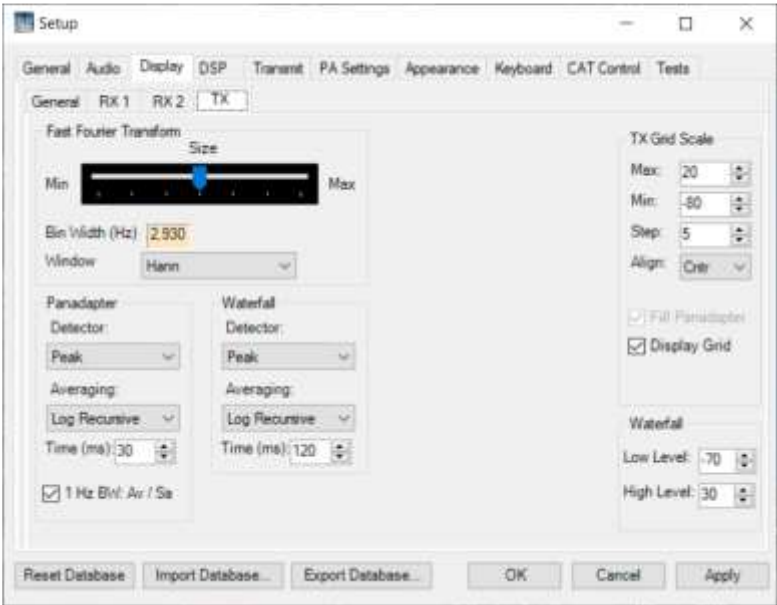 Setup
General Audio Display DSP Transmit PA Settings Appearance Keyboard CAT Control Tests
General RX 1 RX 2 TX
Fast Fourier Transform
Size
Min Max
Bin Width (Hz) 2.930
Window Hann
Panadapter
Detector:
Peak
Averaging:
Log Recursive
Time (ms): 30
1 Hz BW: Av / Sa
Waterfall
Detector:
Peak
Averaging:
Log Recursive
Time (ms): 120
TX Grid Scale
Max: 20
Min: -80
Step: 5
Align: Cntr
Fill Panadapter
Display Grid
Waterfall
Low Level: -70
High Level: 30
Reset Database Import Database... Export Database... OK Cancel Apply